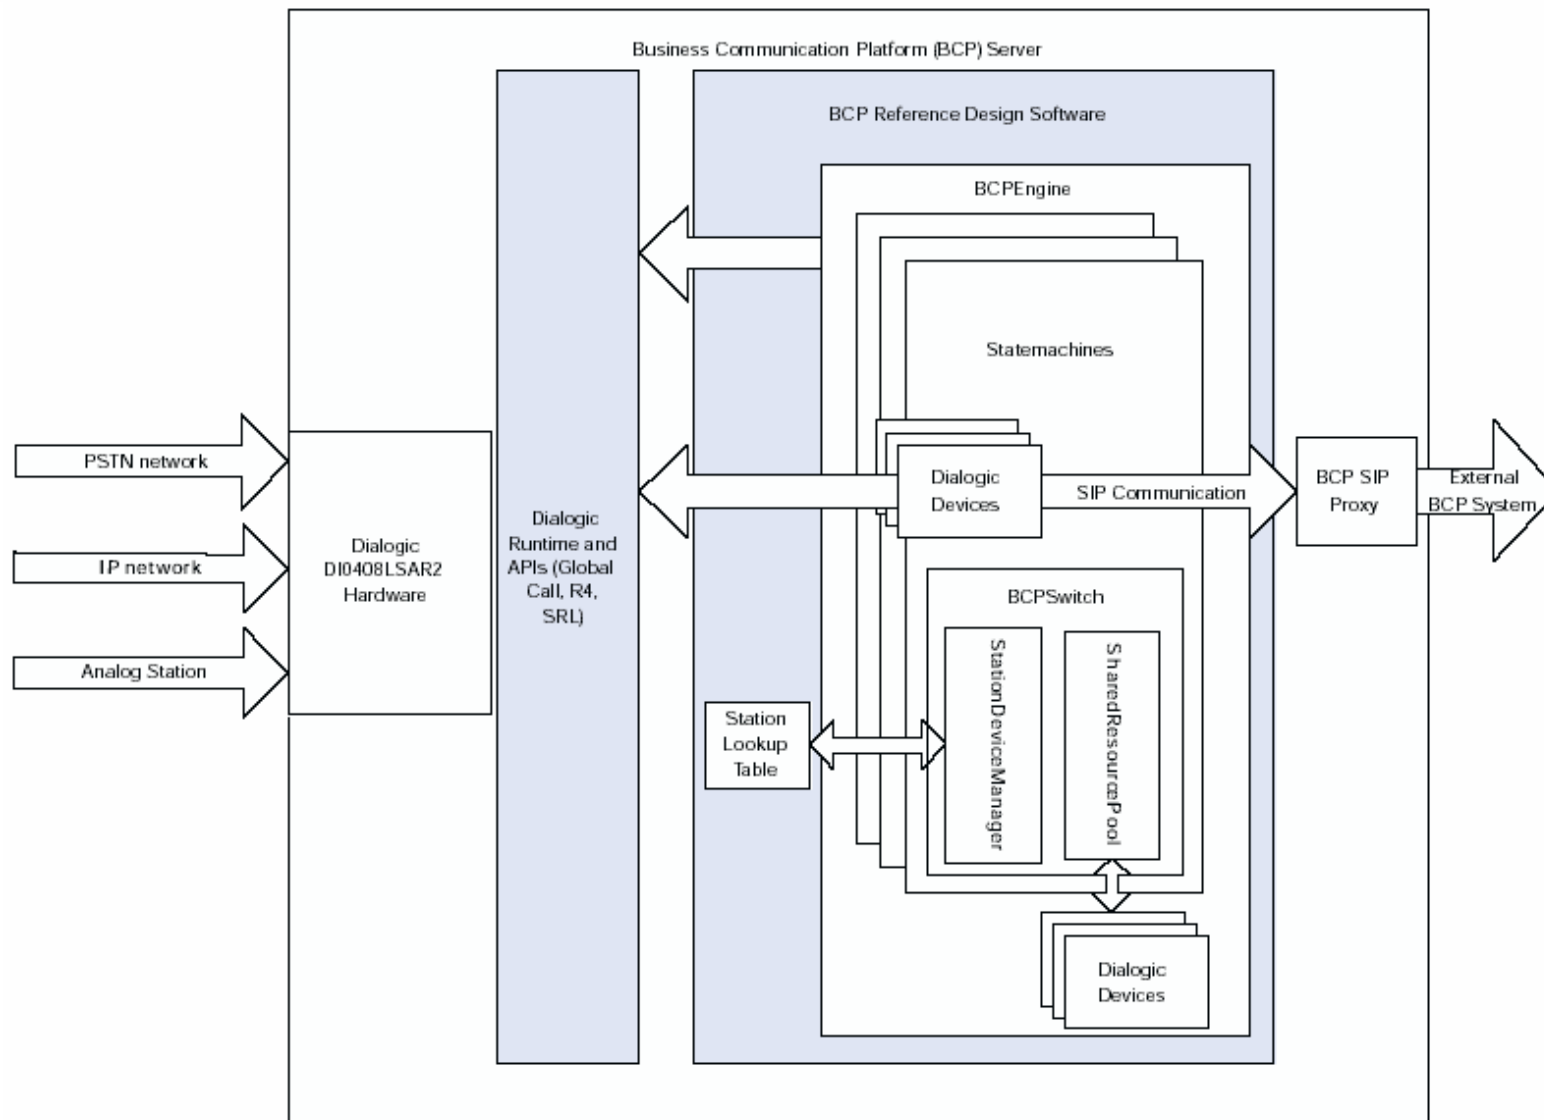 Business Communication Platform (BCP) Server
BCP Reference Design Software
BCPEngine
Statemachines
PSTN network
IP network
Analog Station
Dialogic
DI0408LSAR2
Hardware
Dialogic
Runtime and
APIs (Global
Call, R4,
SRL)
Dialogic
Devices
SIP Communication
BCP SIP
Proxy
External
BCP System
BCPSwitch
StationDeviceManager
SharedResourcePool
Station
Lookup
Table
Dialogic
Devices